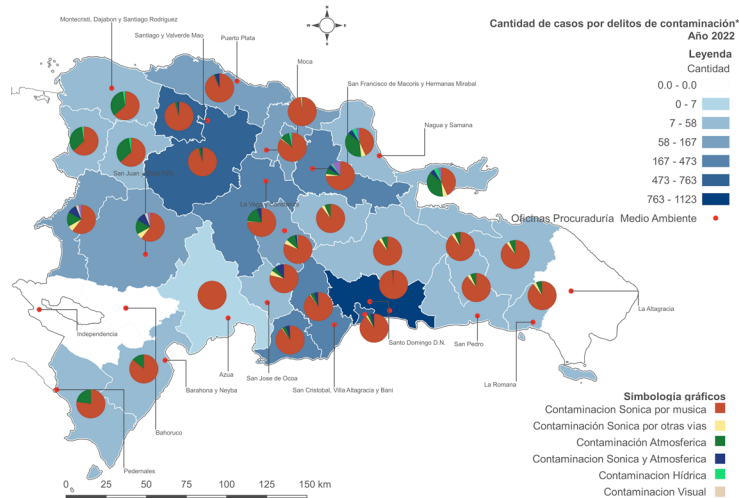 Cantidad de casos por delitos de contaminación*
Año 2022
Leyenda
Cantidad
0.0 - 0.0
0 - 7
7 - 58
58 - 167
167 - 473
473 - 763
763 - 1123
Oficinas Procuraduría Medio Ambiente
Montecristi, Dajabon y Santiago Rodríguez
Santiago y Valverde Mao
Puerto Plata
Moca
San Francisco de Macorís y Hermanas Mirabal
Nagua y Samana
San Juan
La Vega
Independencia
Azua
Barahona y Neyba
Bahoruco
Pedernales
San Jose de Ocoa
San Cristobal, Villa Altagracia y Bani
Santo Domingo D.N.
San Pedro
La Romana
La Altagracia
0 25 50 75 100 150 km
Simbología gráficos
Contaminacion Sonica por musica
Contaminación Sonica por otras vias
Contaminación Atmosferica
Contaminacion Sonica y Atmosferica
Contaminacion Hídrica
Contaminacion Visual